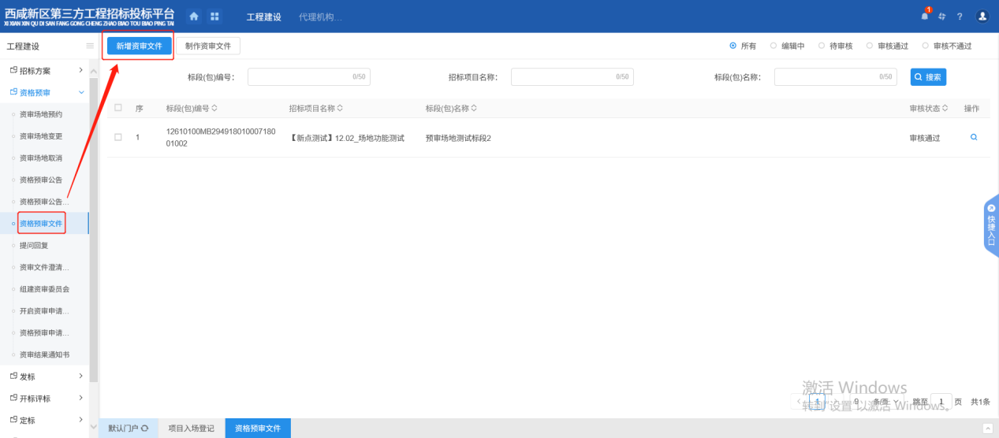 西咸新区第三方工程招标投标平台
XI XIAN XIN QU DI SAN FANG GONG CHENG ZHAO BIAO TOU BIAO PING TAI
工程建设
代理机构...
1
?
工程建设
新增资审文件
制作资审文件
所有
编辑中
待审核
审核通过
审核不通过
招标方案
资格预审
资审场地预约
资审场地变更
资审场地取消
资格预审公告
资格预审公告...
资格预审文件
提问回复
资审文件澄清...
组建资审委员会
开启资审申请...
资格预审申请...
资审结果通知书
发标
开标评标
定标
标段(包)编号：
0/50
招标项目名称：
0/50
标段(包)名称：
0/50
搜索
序
标段(包)编号
招标项目名称
标段(包)名称
审核状态
操作
1
12610100MB294918010007180
01002
【新点测试】12.02_场地功能测试
预审场地测试标段2
审核通过
快捷入口
激活 Windows
转到"设置"以激活 Windows。
1
9
条/页
跳至
1
页
共1条
默认门户
项目入场登记
资格预审文件